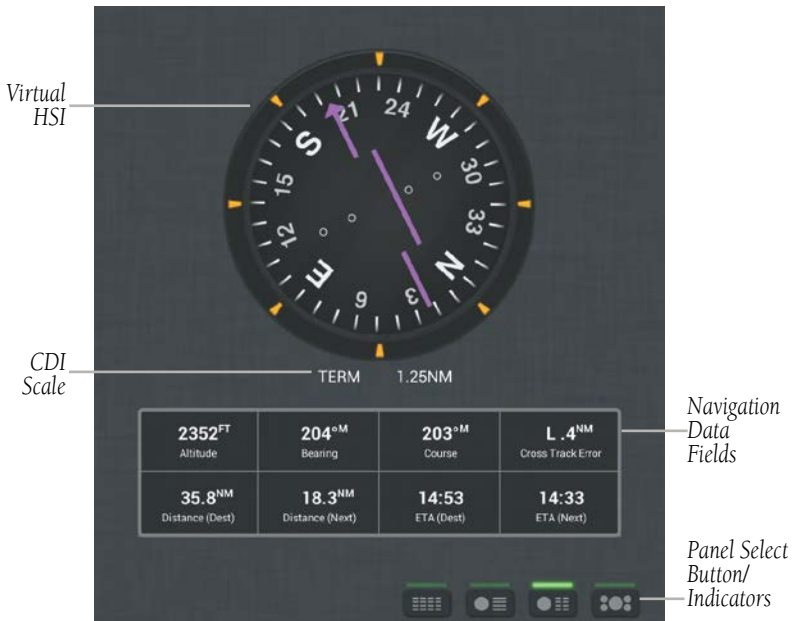 Virtual
HSI
21
24
W
30
33
N
3
6
E
12
15
S
CDI
Scale
TERM 1.25NM
2352FT
Altitude
204°M
Bearing
203°M
Course
L .4NM
Cross Track Error
35.8NM
Distance (Dest)
18.3NM
Distance (Next)
14:53
ETA (Dest)
14:33
ETA (Next)
Navigation
Data
Fields
Panel Select
Button/
Indicators